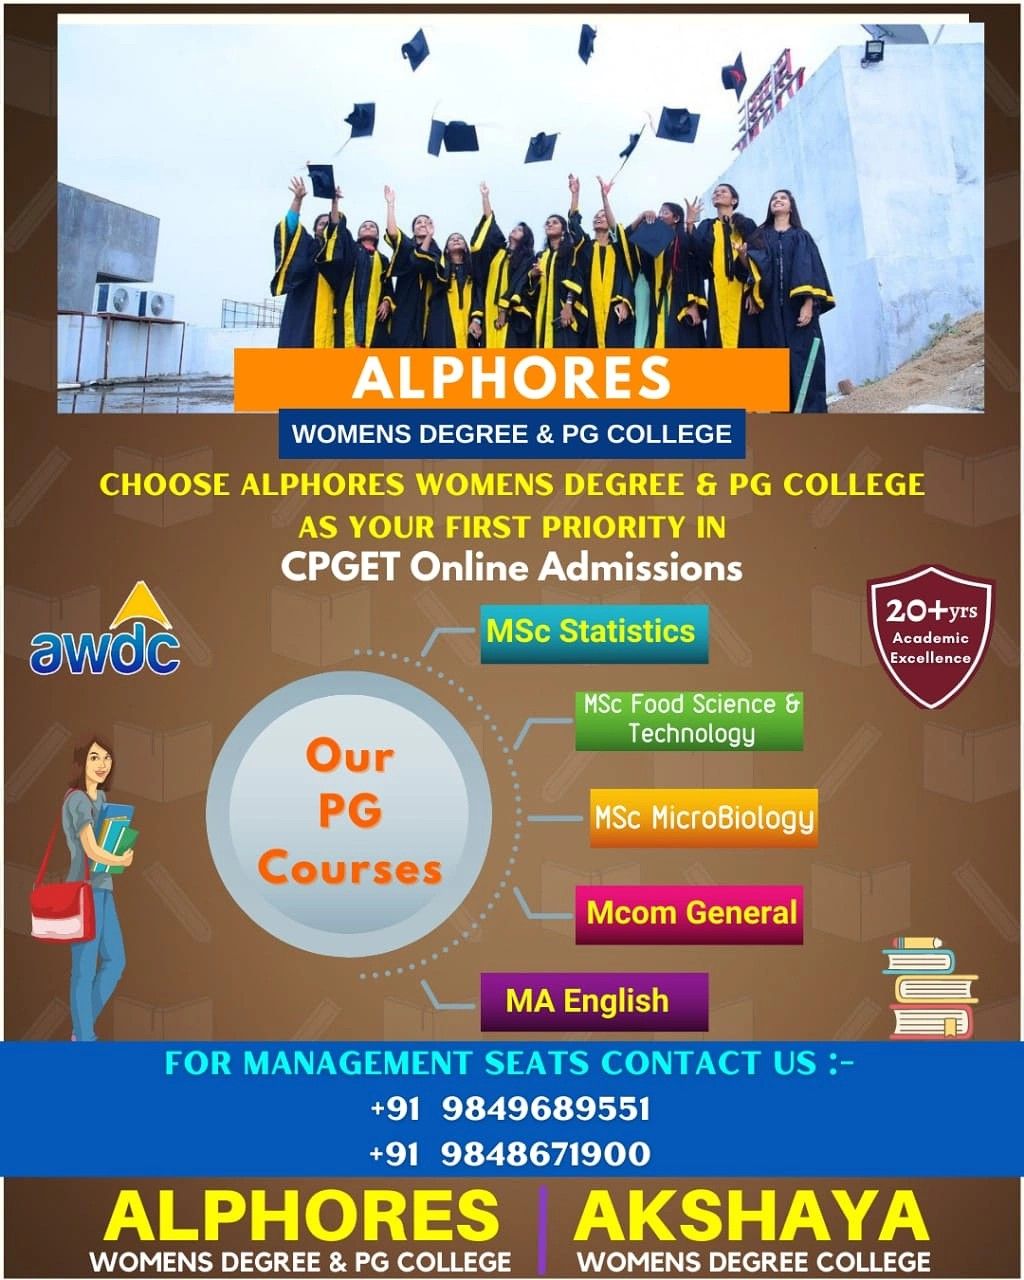 ALPHORES
WOMENS DEGREE & PG COLLEGE
CHOOSE ALPHORES WOMENS DEGREE & PG COLLEGE
AS YOUR FIRST PRIORITY IN
CPGET Online Admissions
awdc
20+yrs
Academic
Excellence
Our
PG
Courses
MSc Statistics
MSc Food Science &
Technology
MSc MicroBiology
Mcom General
MA English
FOR MANAGEMENT SEATS CONTACT US :-
+91 9849689551
+91 9848671900
ALPHORES
WOMENS DEGREE & PG COLLEGE
AKSHAYA
WOMENS DEGREE COLLEGE